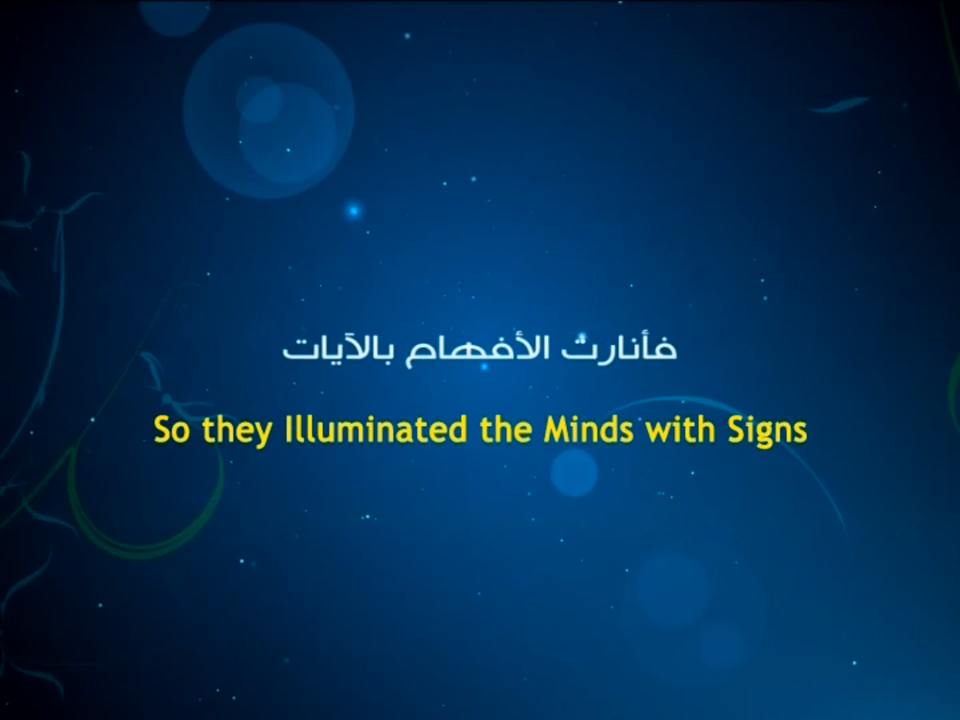 فأنارت الأفهام بالآيات
So they Illuminated the Minds with Signs